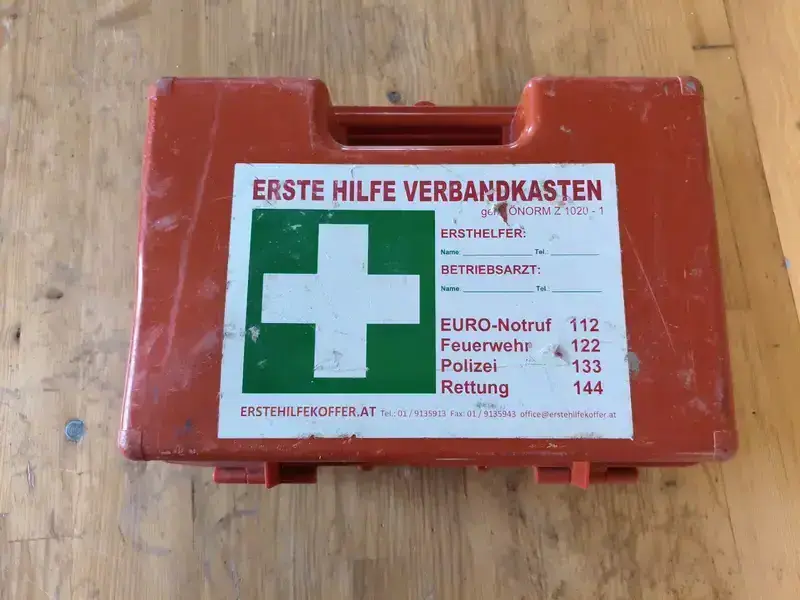 ERSTE HILFE VERBANDKASTEN
ÖNORM Z 1020 - 1
ERSTHELFER:
Name: Tel.:
BETRIEBSARZT:
Name: Tel.:
EURO-Notruf 112
Feuerwehr 122
Polizei 133
Rettung 144
ERSTEHILFEKOFFER.AT Tel.: 01 / 9135913 Fax: 01 / 9135943 office@erstehilfekoffer.at